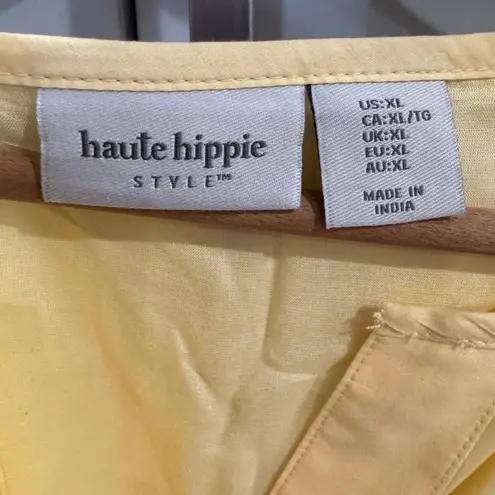 haute hippie
STYLE™
US:XL
CA:XL/TG
UK:XL
EU:XL
AU:XL
MADE IN
INDIA